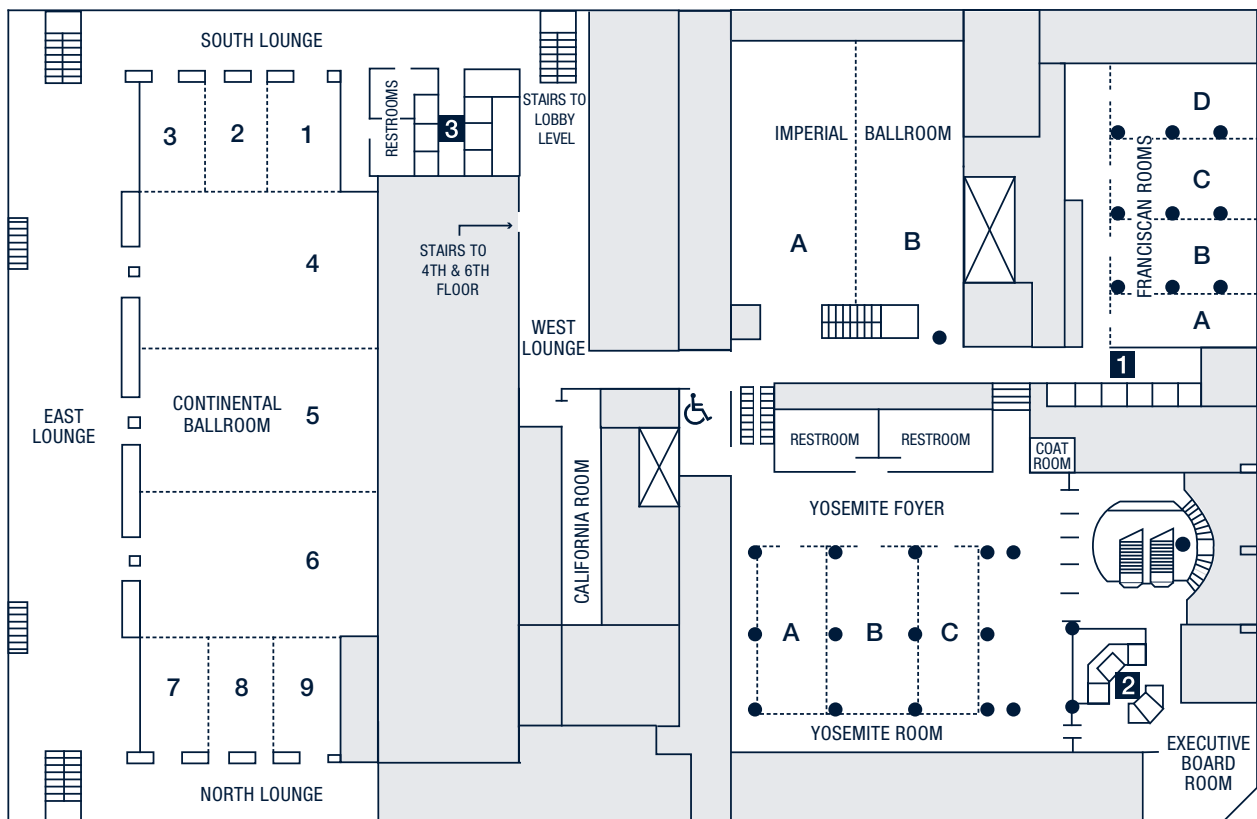 SOUTH LOUNGE
3
2
1
RESTROOMS
3
STAIRS TO
LOBBY
LEVEL
IMPERIAL BALLROOM
A
B
D
C
B
A
FRANCISCAN ROOMS
4
STAIRS TO
4TH & 6TH
FLOOR
WEST
LOUNGE
1
EAST
LOUNGE
CONTINENTAL
BALLROOM
5
RESTROOM
RESTROOM
COAT
ROOM
CALIFORNIA ROOM
YOSEMITE FOYER
6
A
B
C
7
8
9
2
YOSEMITE ROOM
EXECUTIVE
BOARD
ROOM
NORTH LOUNGE